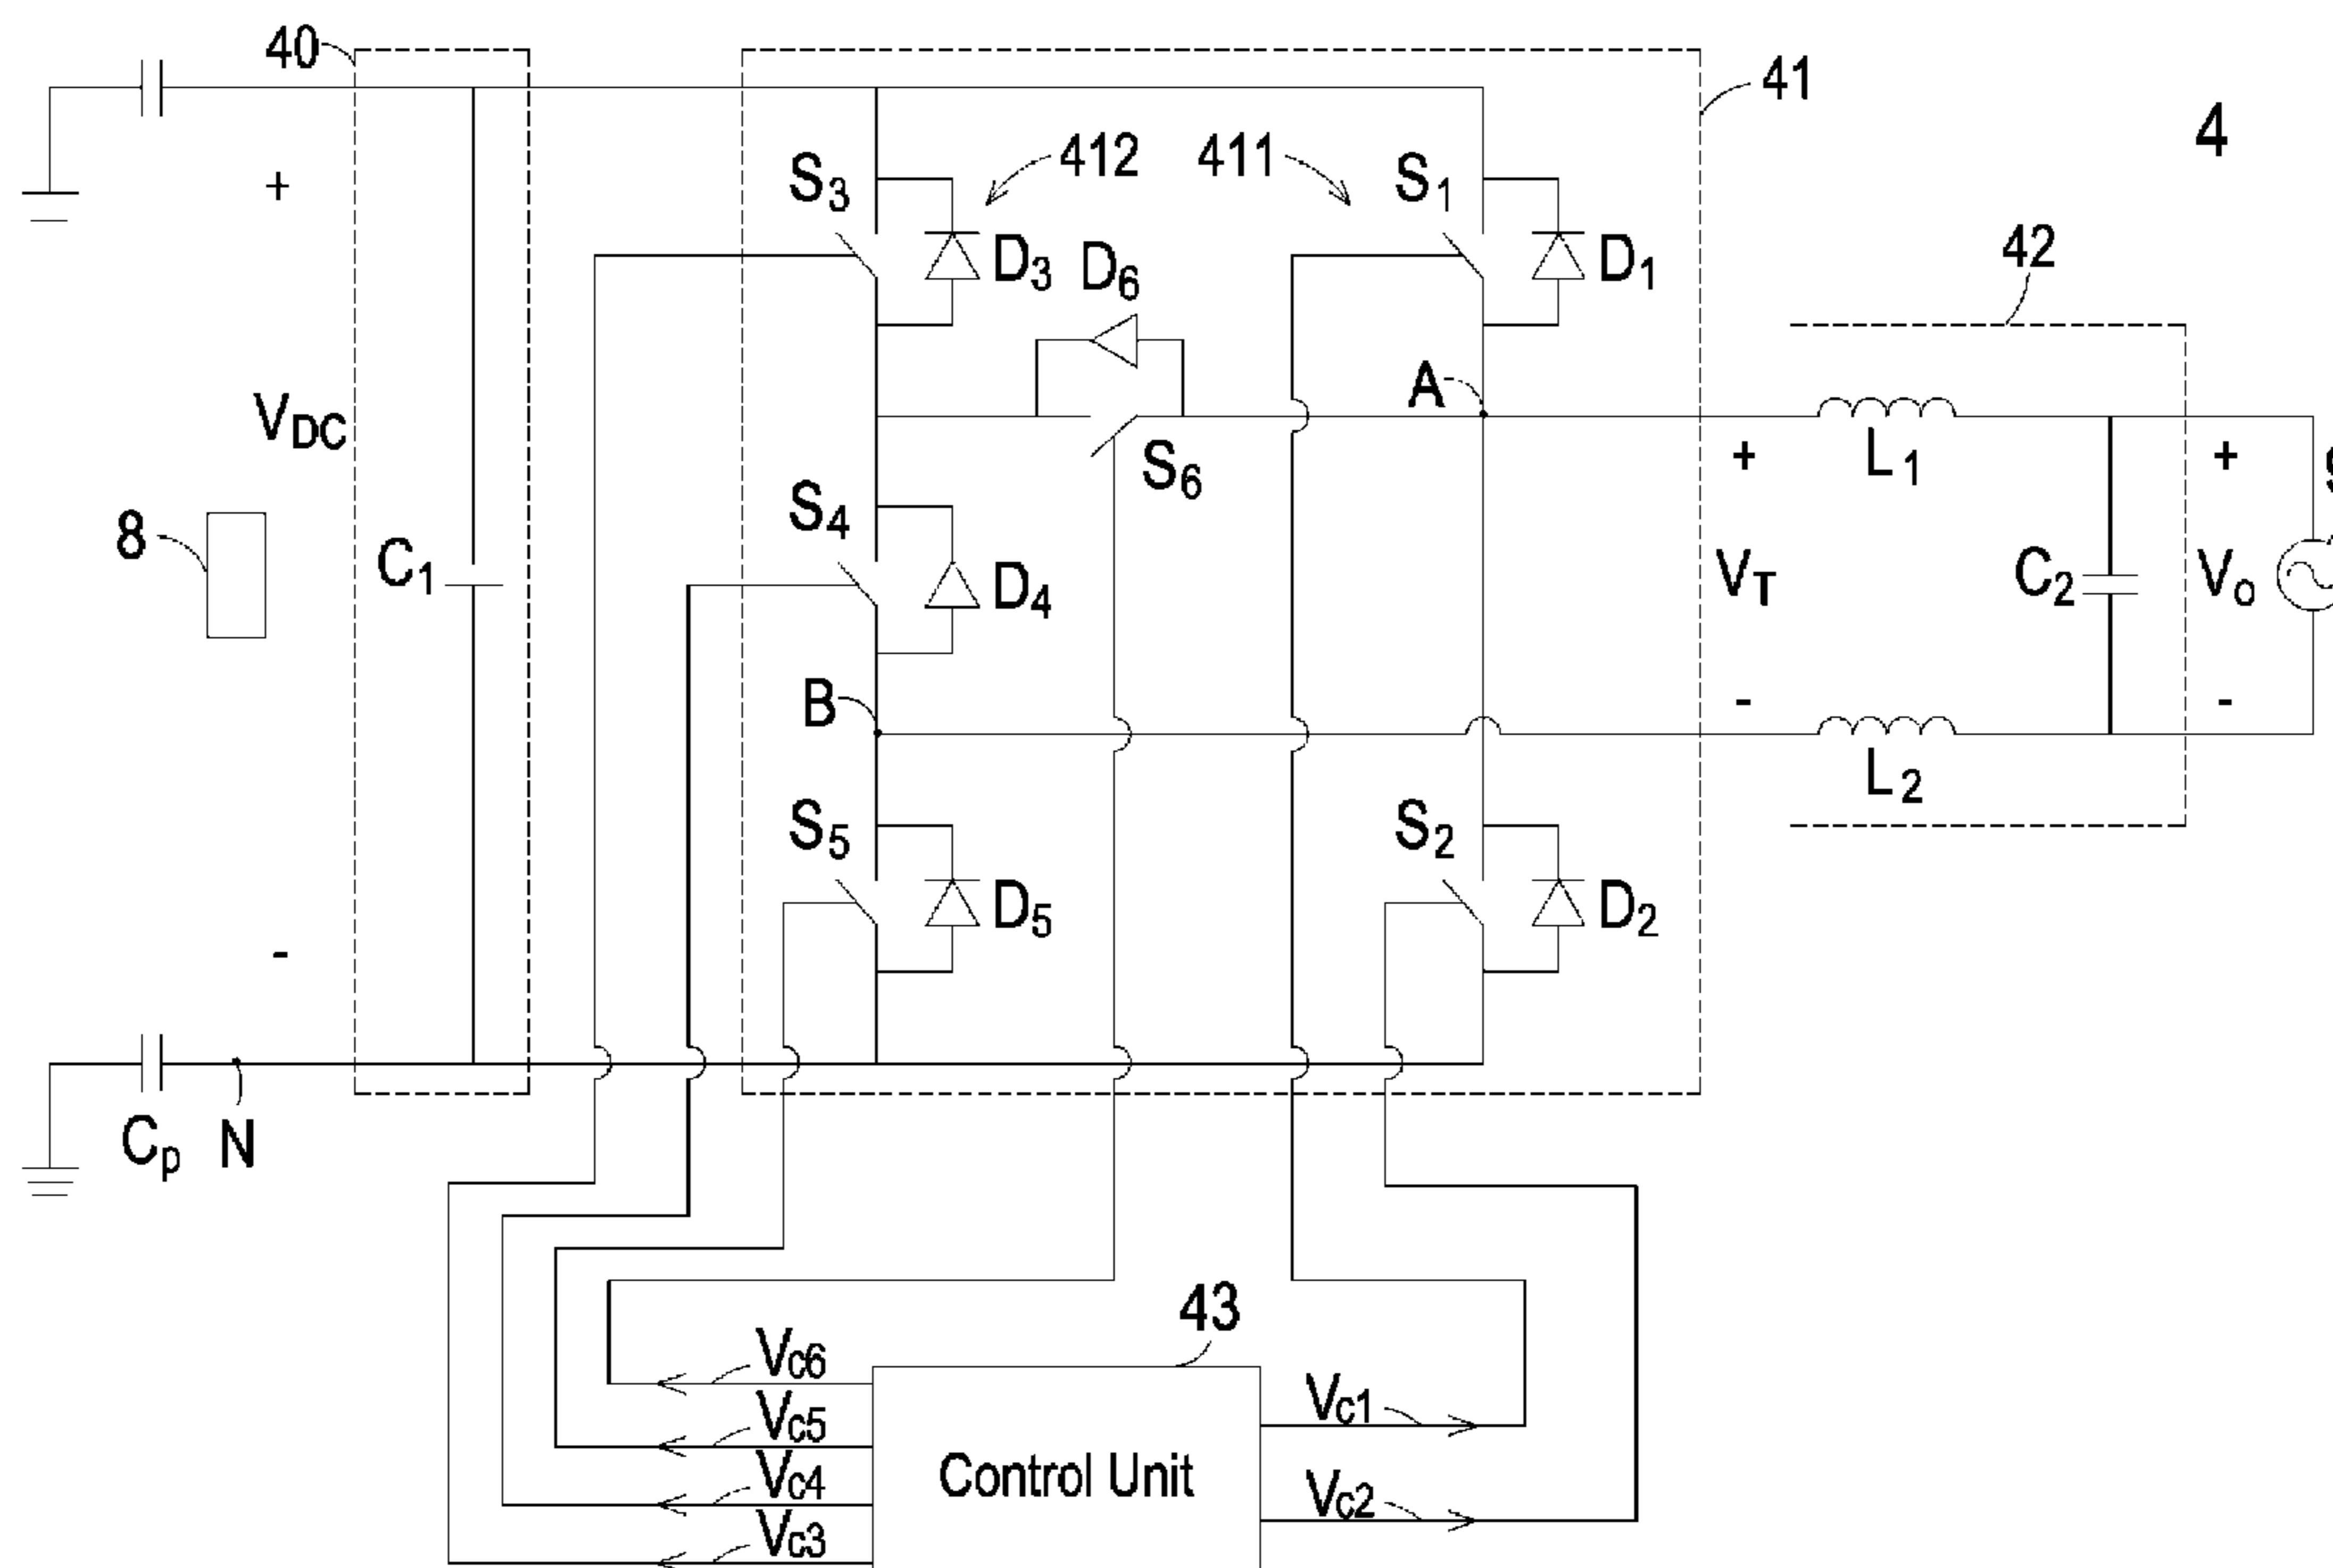 40
41
4
412
411
S3
S1
D3
D6
D1
42
A
VDC
S6
+
+
+
L1
S4
8
C1
D4
VT
C2
Vo
B
-
-
L2
S5
S2
D5
D2
-
Cp
N
43
Vc6
Vc5
Vc4
Vc3
Control Unit
Vc1
Vc2